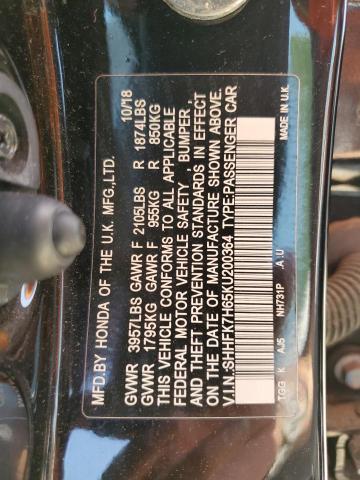 MFD.BY HONDA OF THE U.K. MFG.,LTD. 10/18
GVWR 3957LBS GAWR F 2105LBS R 1874LBS
GVWR 1795KG GAWR F 955KG R 850KG
THIS VEHICLE CONFORMS TO ALL APPLICABLE
FEDERAL MOTOR VEHICLE SAFETY , BUMPER ,
AND THEFT PREVENTION STANDARDS IN EFFECT
ON THE DATE OF MANUFACTURE SHOWN ABOVE.
V.I.N.:SHHFK7H65KU200364 TYPE:PASSENGER CAR
TGG K AJ5 NH731P A U MADE IN U.K.